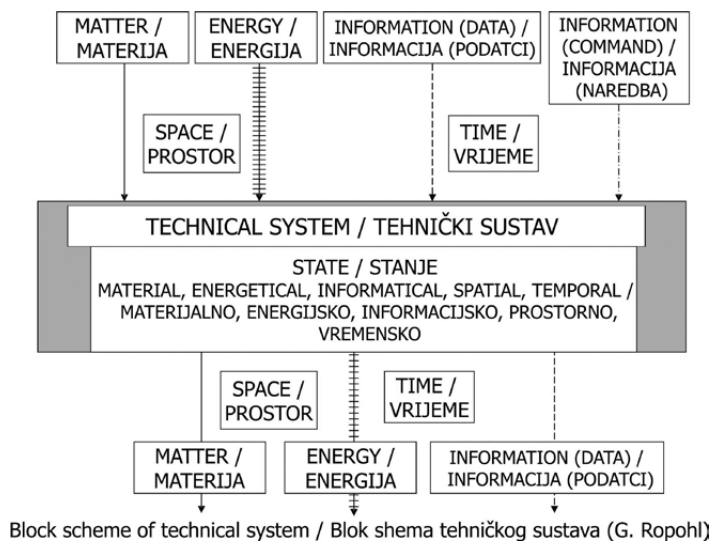 MATTER /
MATERIJA
ENERGY /
ENERGIJA
INFORMATION (DATA) /
INFORMACIJA (PODATCI)
INFORMATION
(COMMAND) /
INFORMACIJA
(NAREDBA)
SPACE /
PROSTOR
TIME /
VRIJEME
TECHNICAL SYSTEM / TEHNIČKI SUSTAV
STATE / STANJE
MATERIAL, ENERGETICAL, INFORMATICAL, SPATIAL, TEMPORAL /
MATERIJALNO, ENERGIJSKO, INFORMACIJSKO, PROSTORNO,
VREMENSKO
SPACE /
PROSTOR
TIME /
VRIJEME
MATTER /
MATERIJA
ENERGY /
ENERGIJA
INFORMATION (DATA) /
INFORMACIJA (PODATCI)
Block scheme of technical system / Blok shema tehničkog sustava (G. Ropohl)